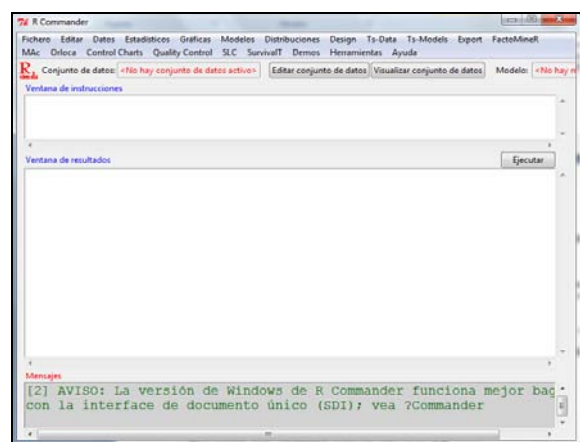 R Commander
Fichero Editar Datos Estadísticos Gráficas Modelos Distribuciones Design Ts-Data Ts-Models Export FactoMineR
MAc Orloca Control Charts Quality Control SLC SurvivalT Demos Herramientas Ayuda
R Conjunto de datos: <No hay conjunto de datos activo> Editar conjunto de datos Visualizar conjunto de datos Modelo: <No hay m
Ventana de instrucciones
Ventana de resultados Ejecutar
Mensajes
[2] AVISO: La versión de Windows de R Commander funciona mejor baq
con la interface de documento único (SDI); vea ?Commander